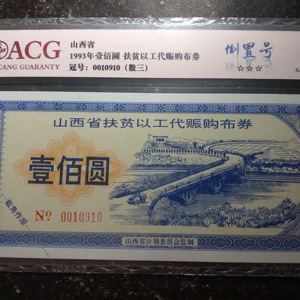 ACG
CANG GUARANTY
山西省
1993年壹佰圆 扶贫以工代赈购布券
冠号：0010910（数三）
倒置号
☆☆☆
山西省扶贫以工代赈购布券
壹佰圆
No 0010910
山西省计划委员会监制